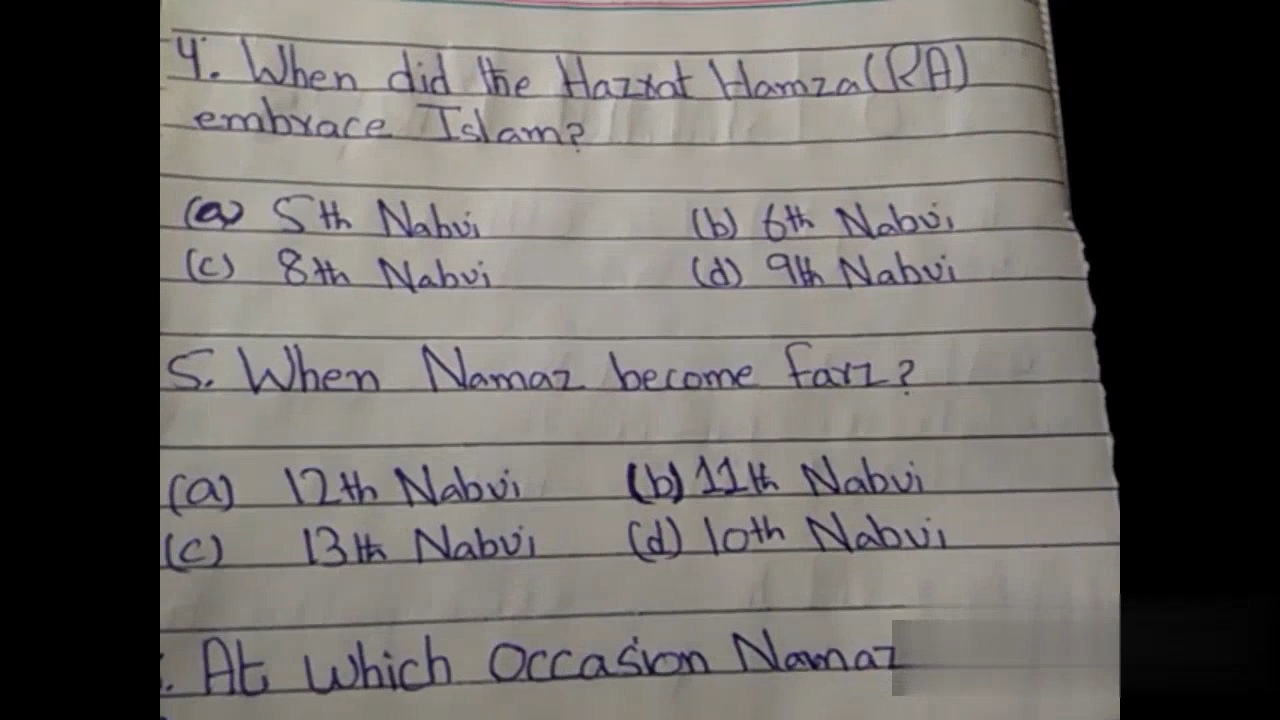 4. When did the Hazrat Hamza(RA)
embrace Islam?
(a) 5th Nabvi (b) 6th Nabvi
(c) 8th Nabvi (d) 9th Nabvi
5. When Namaz become farz?
(a) 12th Nabvi (b) 11th Nabvi
(c) 13th Nabvi (d) 10th Nabvi
. At Which Occasion Namaz